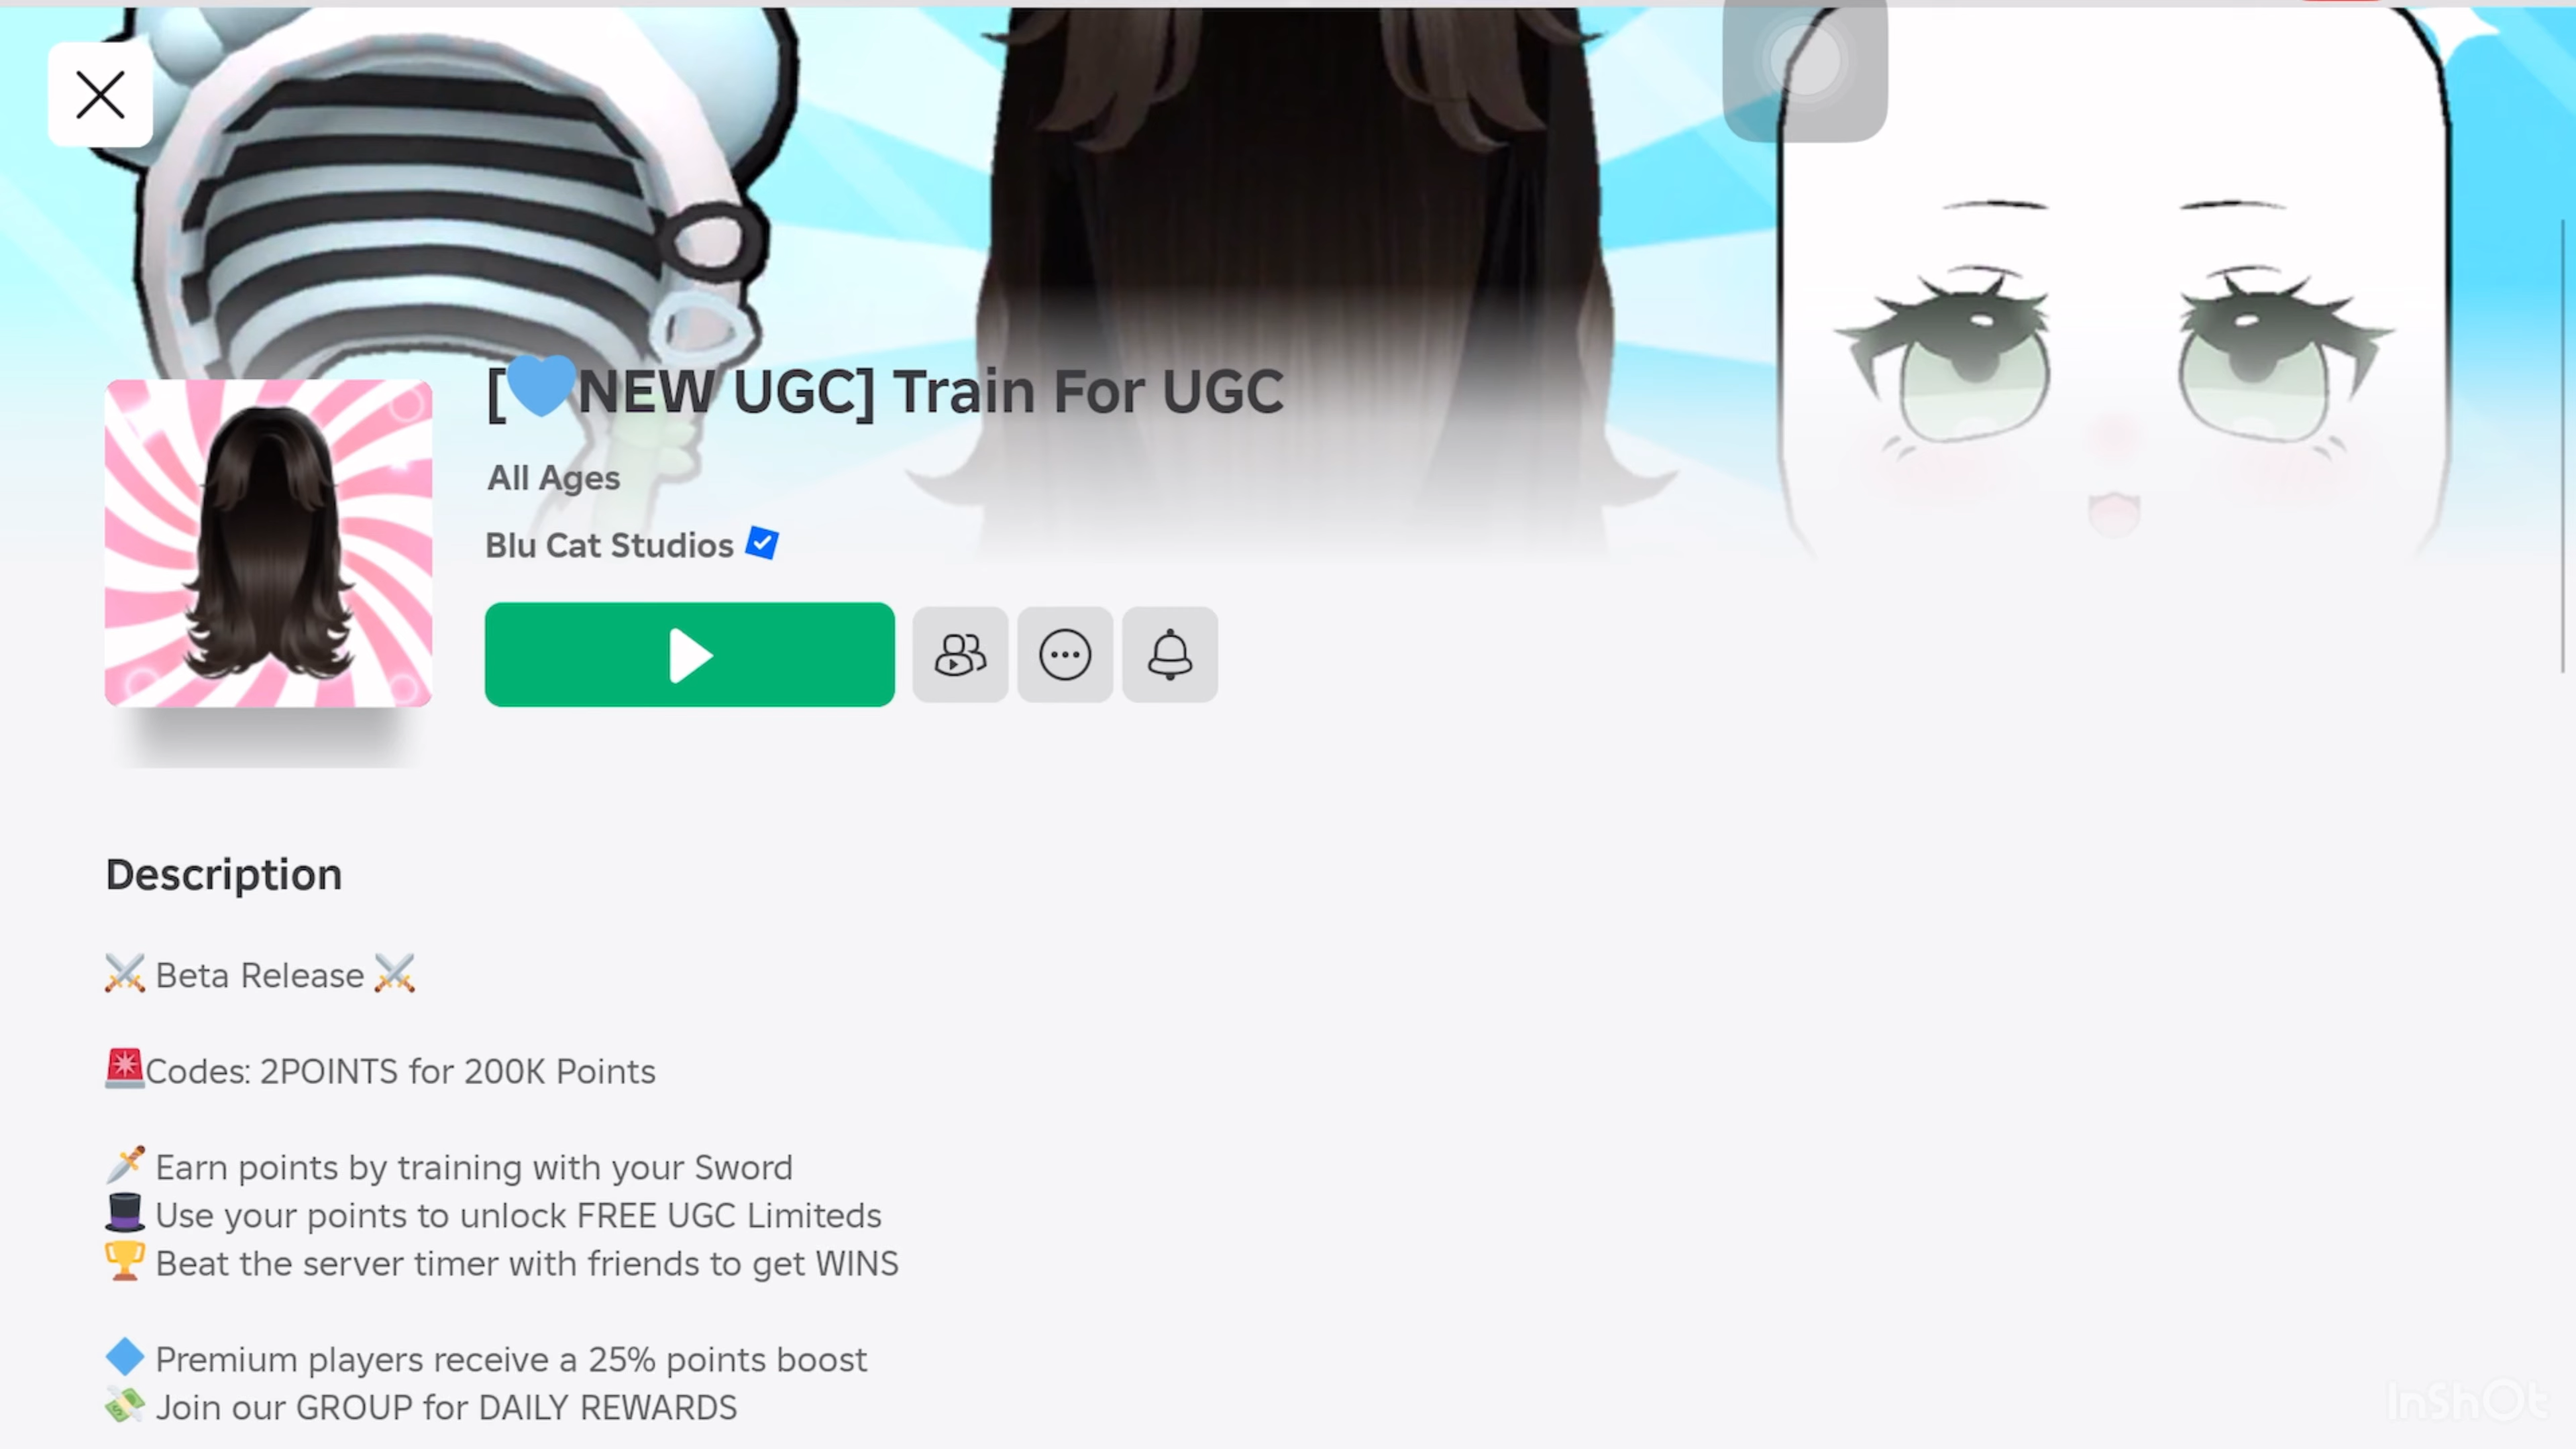 [💙NEW UGC] Train For UGC
All Ages
Blu Cat Studios
Description
⚔️ Beta Release ⚔️
🚨Codes: 2POINTS for 200K Points
🗡️ Earn points by training with your Sword
🎩 Use your points to unlock FREE UGC Limiteds
🏆 Beat the server timer with friends to get WINS
🔷 Premium players receive a 25% points boost
💸 Join our GROUP for DAILY REWARDS
InShOt